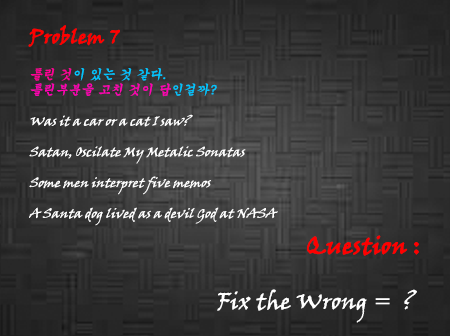 Problem 7
틀린 것이 있는 것 같다.
틀린부분을 고친 것이 답인걸까?
Was it a car or a cat I saw?
Satan, Oscilate My Metalic Sonatas
Some men interpret five memos
A Santa dog lived as a devil God at NASA
Question :
Fix the Wrong = ?